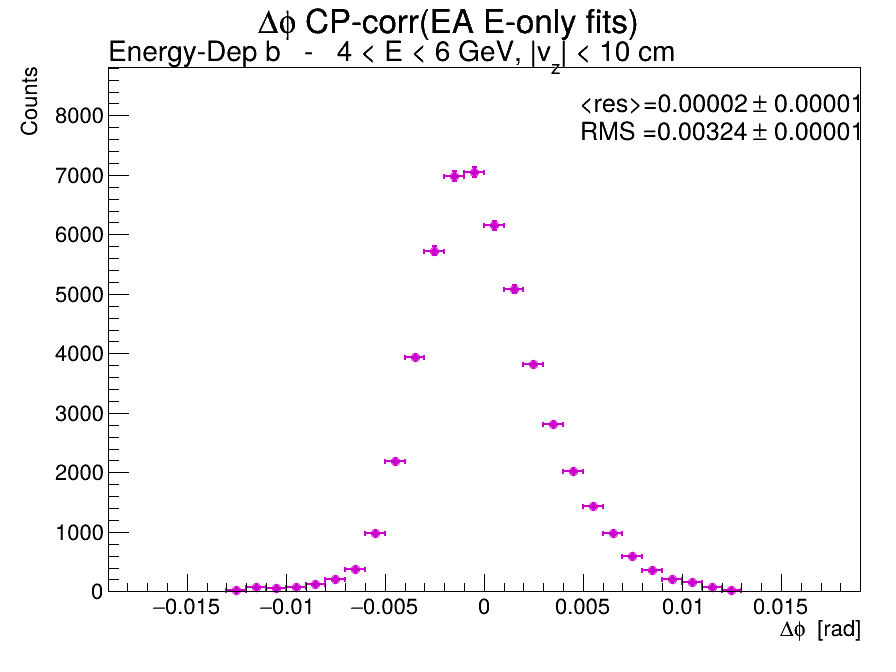 Δϕ CP-corr(EA E-only fits)
Energy-Dep b - 4 < E < 6 GeV, |v_z| < 10 cm
Counts
<res>=0.00002 ± 0.00001
RMS =0.00324 ± 0.00001
8000
7000
6000
5000
4000
3000
2000
1000
0
−0.015 −0.01 −0.005 0 0.005 0.01 0.015
Δϕ [rad]